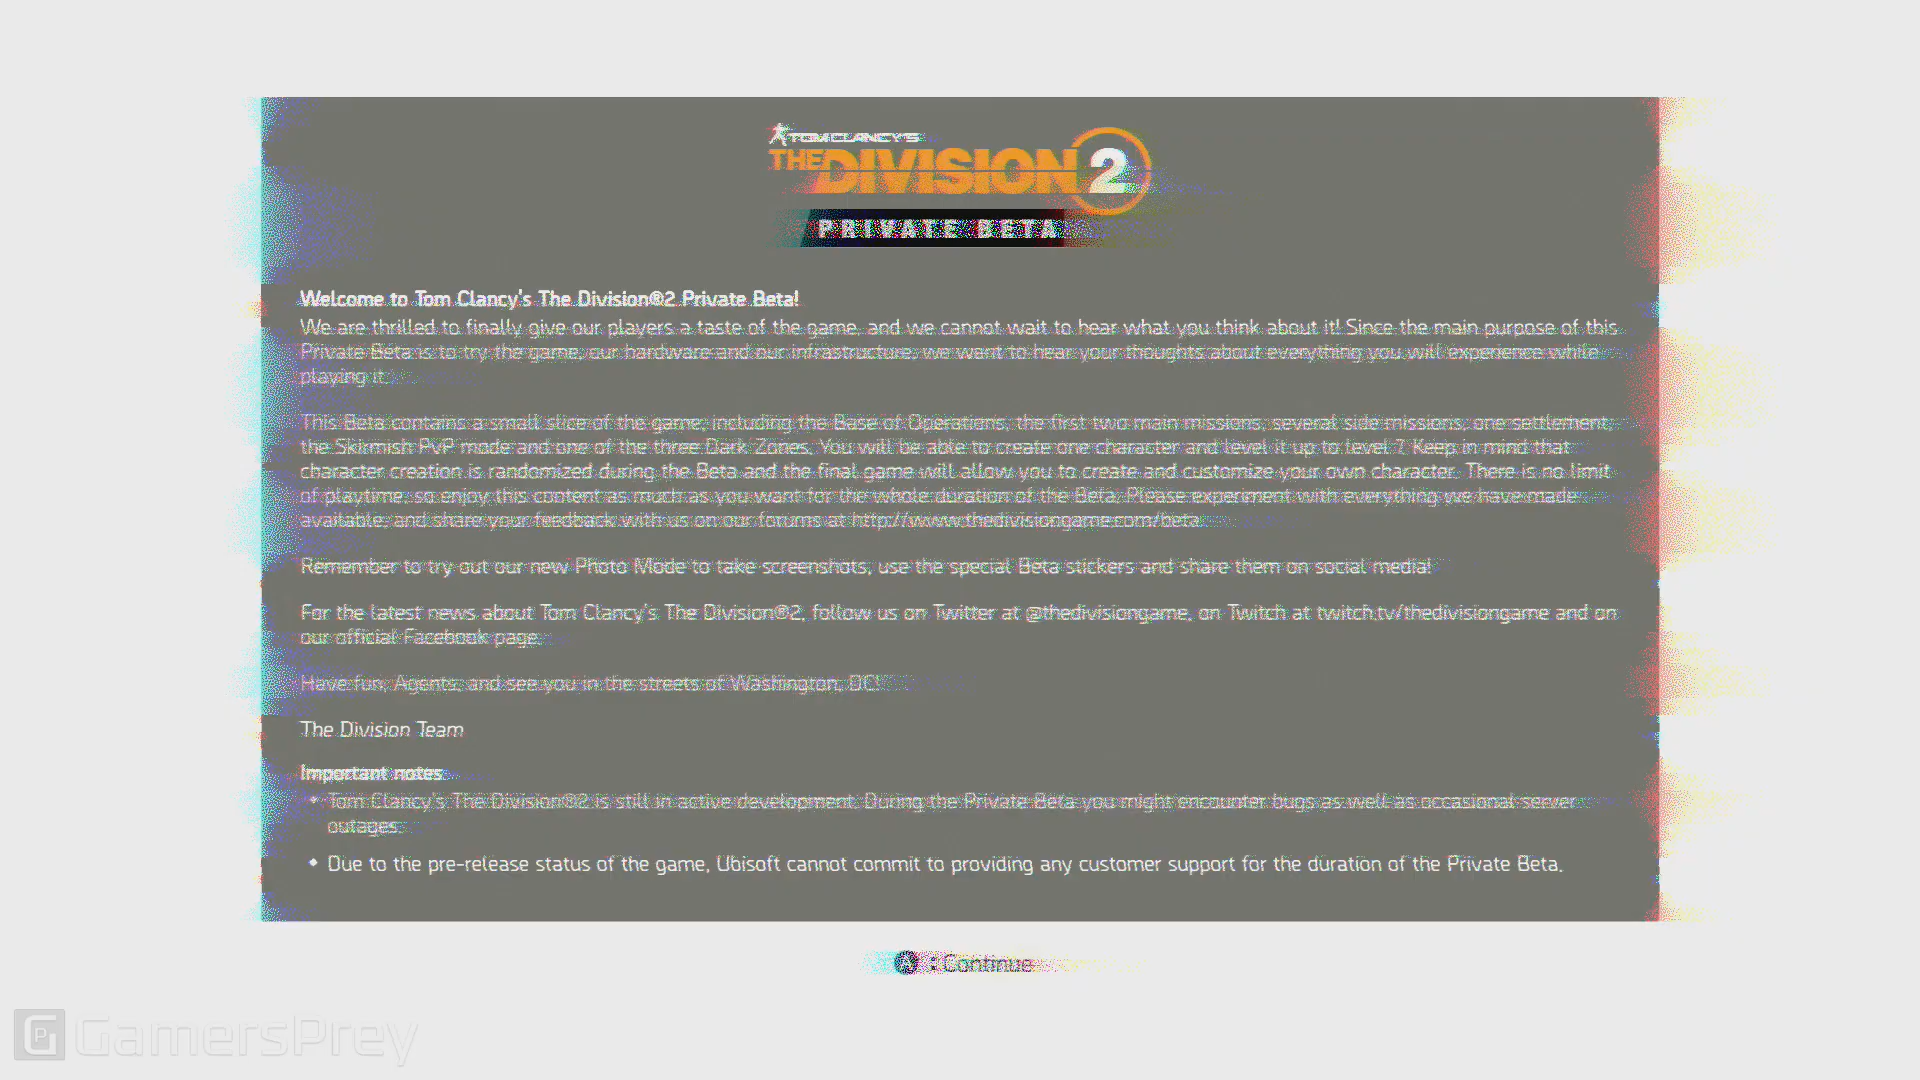 TOM CLANCY'S
THE DIVISION 2
PRIVATE BETA
Welcome to Tom Clancy's The Division®2 Private Beta!
We are thrilled to finally give our players a taste of the game, and we cannot wait to hear what you think about it! Since the main purpose of this
Private Beta is to try the game, our hardware and our infrastructure, we want to hear your thoughts about everything you will experience while
playing it.
This Beta contains a small slice of the game, including the Base of Operations, the first two main missions, several side missions, one settlement,
the Skirmish PVP mode and one of the three Dark Zones. You will be able to create one character and level it up to level 7. Keep in mind that
character creation is randomized during the Beta and the final game will allow you to create and customize your own character. There is no limit
of playtime, so enjoy this content as much as you want for the whole duration of the Beta. Please experiment with everything we have made
available, and share your feedback with us on our forums at http://www.thedivisiongame.com/beta.
Remember to try out our new Photo Mode to take screenshots, use the special Beta stickers and share them on social media!
For the latest news about Tom Clancy's The Division®2, follow us on Twitter at @thedivisiongame, on Twitch at twitch.tv/thedivisiongame and on
our official Facebook page.
Have fun, Agents, and see you in the streets of Washington, DC!
The Division Team
Important notes
• Tom Clancy's The Division®2 is still in active development. During the Private Beta you might encounter bugs as well as occasional server
outages.
• Due to the pre-release status of the game, Ubisoft cannot commit to providing any customer support for the duration of the Private Beta.
A : Continue
GamersPrey